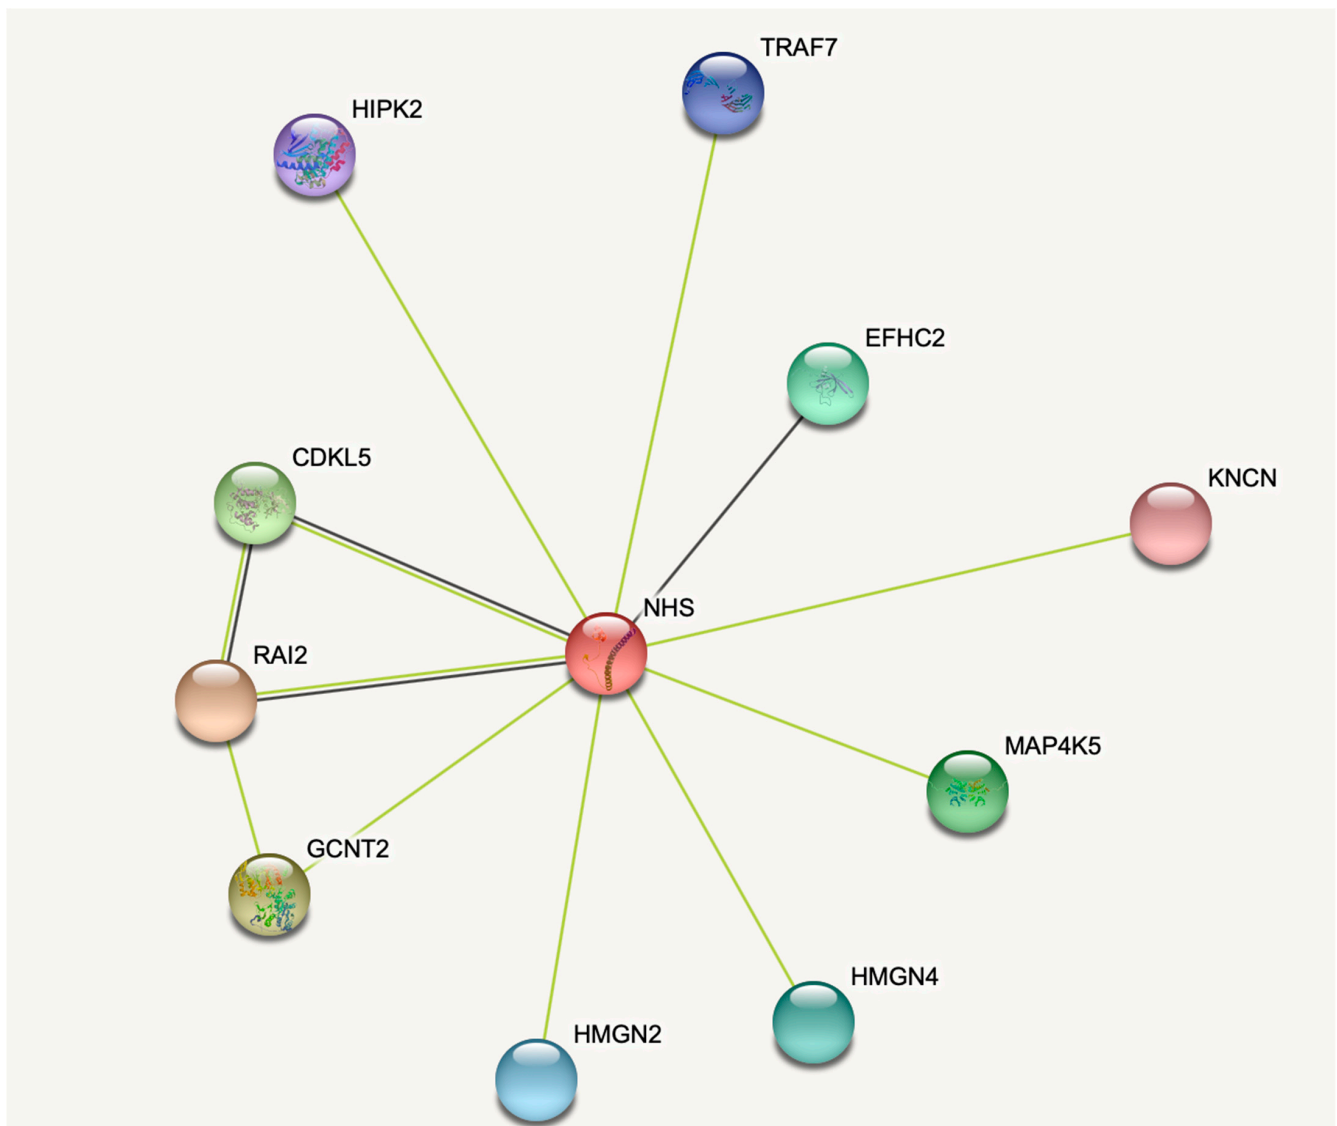 TRAF7
HIPK2
EFHC2
CDKL5
KNCN
NHS
RAI2
MAP4K5
GCNT2
HMGN4
HMGN2